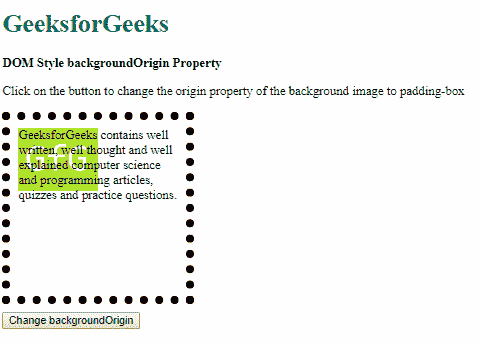 GeeksforGeeks
DOM Style backgroundOrigin Property
Click on the button to change the origin property of the background image to padding-box
GeeksforGeeks contains well
written, well thought and well
explained computer science
and programming articles,
quizzes and practice questions.
GfG
Change backgroundOrigin